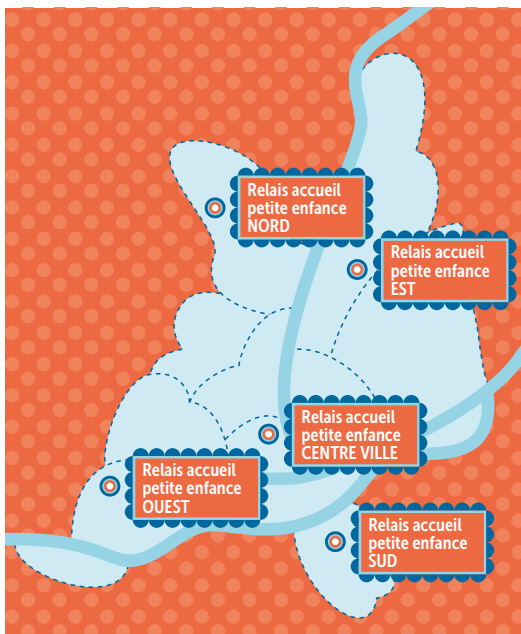 Relais accueil
petite enfance
NORD
Relais accueil
petite enfance
EST
Relais accueil
petite enfance
CENTRE VILLE
Relais accueil
petite enfance
OUEST
Relais accueil
petite enfance
SUD